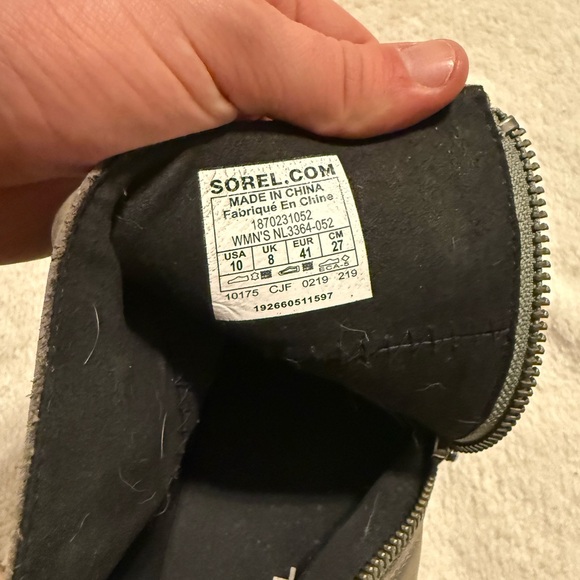 SOREL.COM
MADE IN CHINA
Fabriqué En Chine
1870231052
WMN'S NL3364-052
USA UK EUR CM
10 8 41 27
10175 CJF 0219 219
192660511597